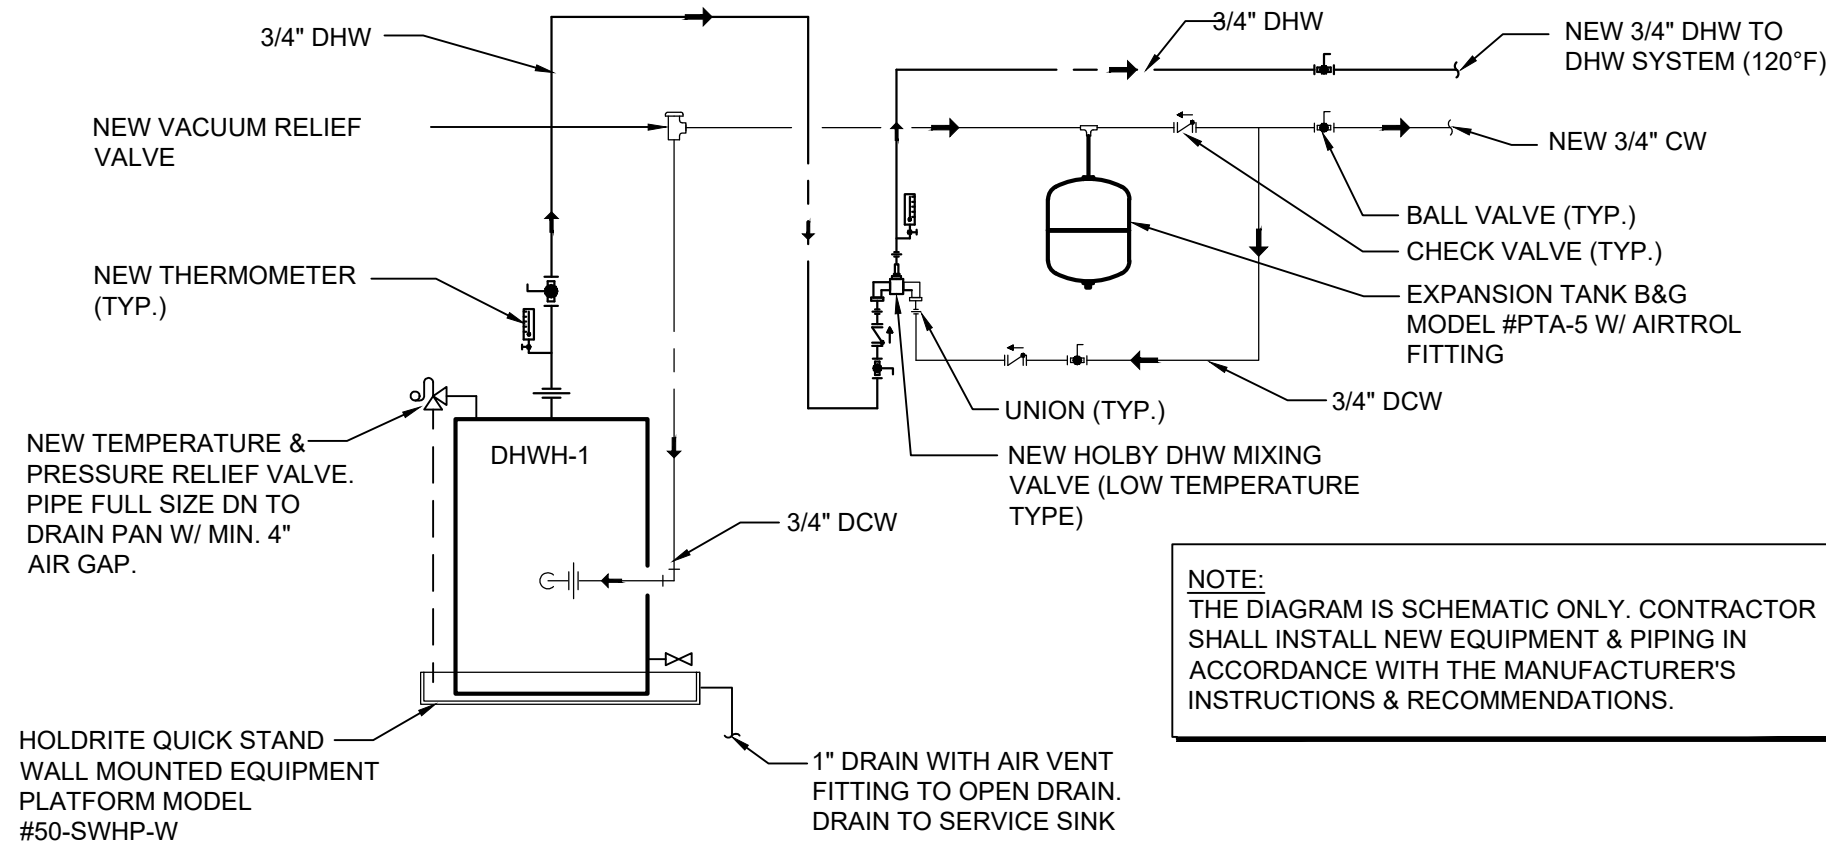 3/4" DHW
3/4" DHW
NEW 3/4" DHW TO
DHW SYSTEM (120°F)
NEW VACUUM RELIEF
VALVE
NEW 3/4" CW
BALL VALVE (TYP.)
CHECK VALVE (TYP.)
NEW THERMOMETER
(TYP.)
EXPANSION TANK B&G
MODEL #PTA-5 W/ AIRTROL
FITTING
3/4" DCW
UNION (TYP.)
NEW TEMPERATURE &
PRESSURE RELIEF VALVE.
PIPE FULL SIZE DN TO
DRAIN PAN W/ MIN. 4"
AIR GAP.
DHWH-1
NEW HOLBY DHW MIXING
VALVE (LOW TEMPERATURE
TYPE)
3/4" DCW
NOTE:
THE DIAGRAM IS SCHEMATIC ONLY. CONTRACTOR
SHALL INSTALL NEW EQUIPMENT & PIPING IN
ACCORDANCE WITH THE MANUFACTURER'S
INSTRUCTIONS & RECOMMENDATIONS.
HOLDRITE QUICK STAND
WALL MOUNTED EQUIPMENT
PLATFORM MODEL
#50-SWHP-W
1" DRAIN WITH AIR VENT
FITTING TO OPEN DRAIN.
DRAIN TO SERVICE SINK